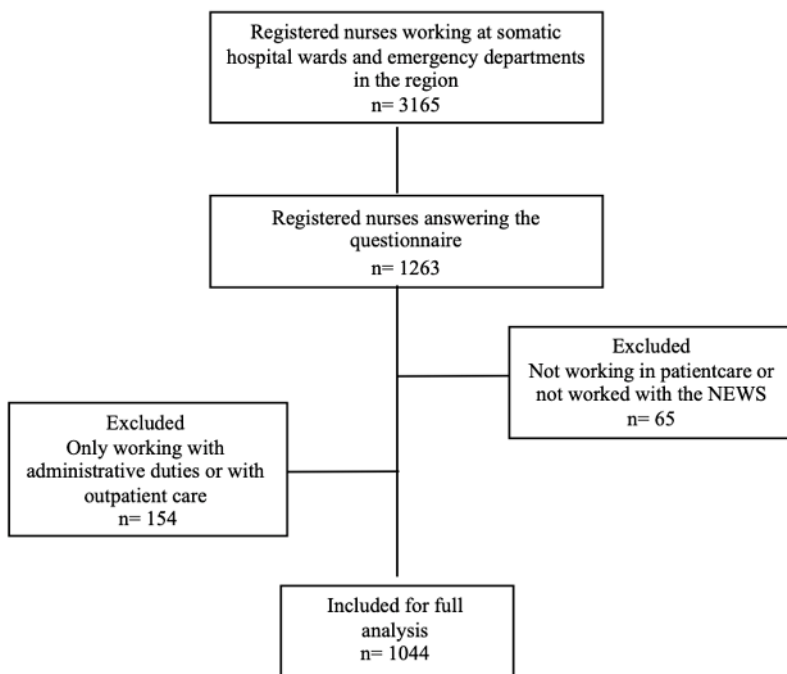 Registered nurses working at somatic
hospital wards and emergency departments
in the region
n= 3165
Registered nurses answering the
questionnaire
n= 1263
Excluded
Not working in patientcare or
not worked with the NEWS
n= 65
Excluded
Only working with
administrative duties or with
outpatient care
n= 154
Included for full
analysis
n= 1044